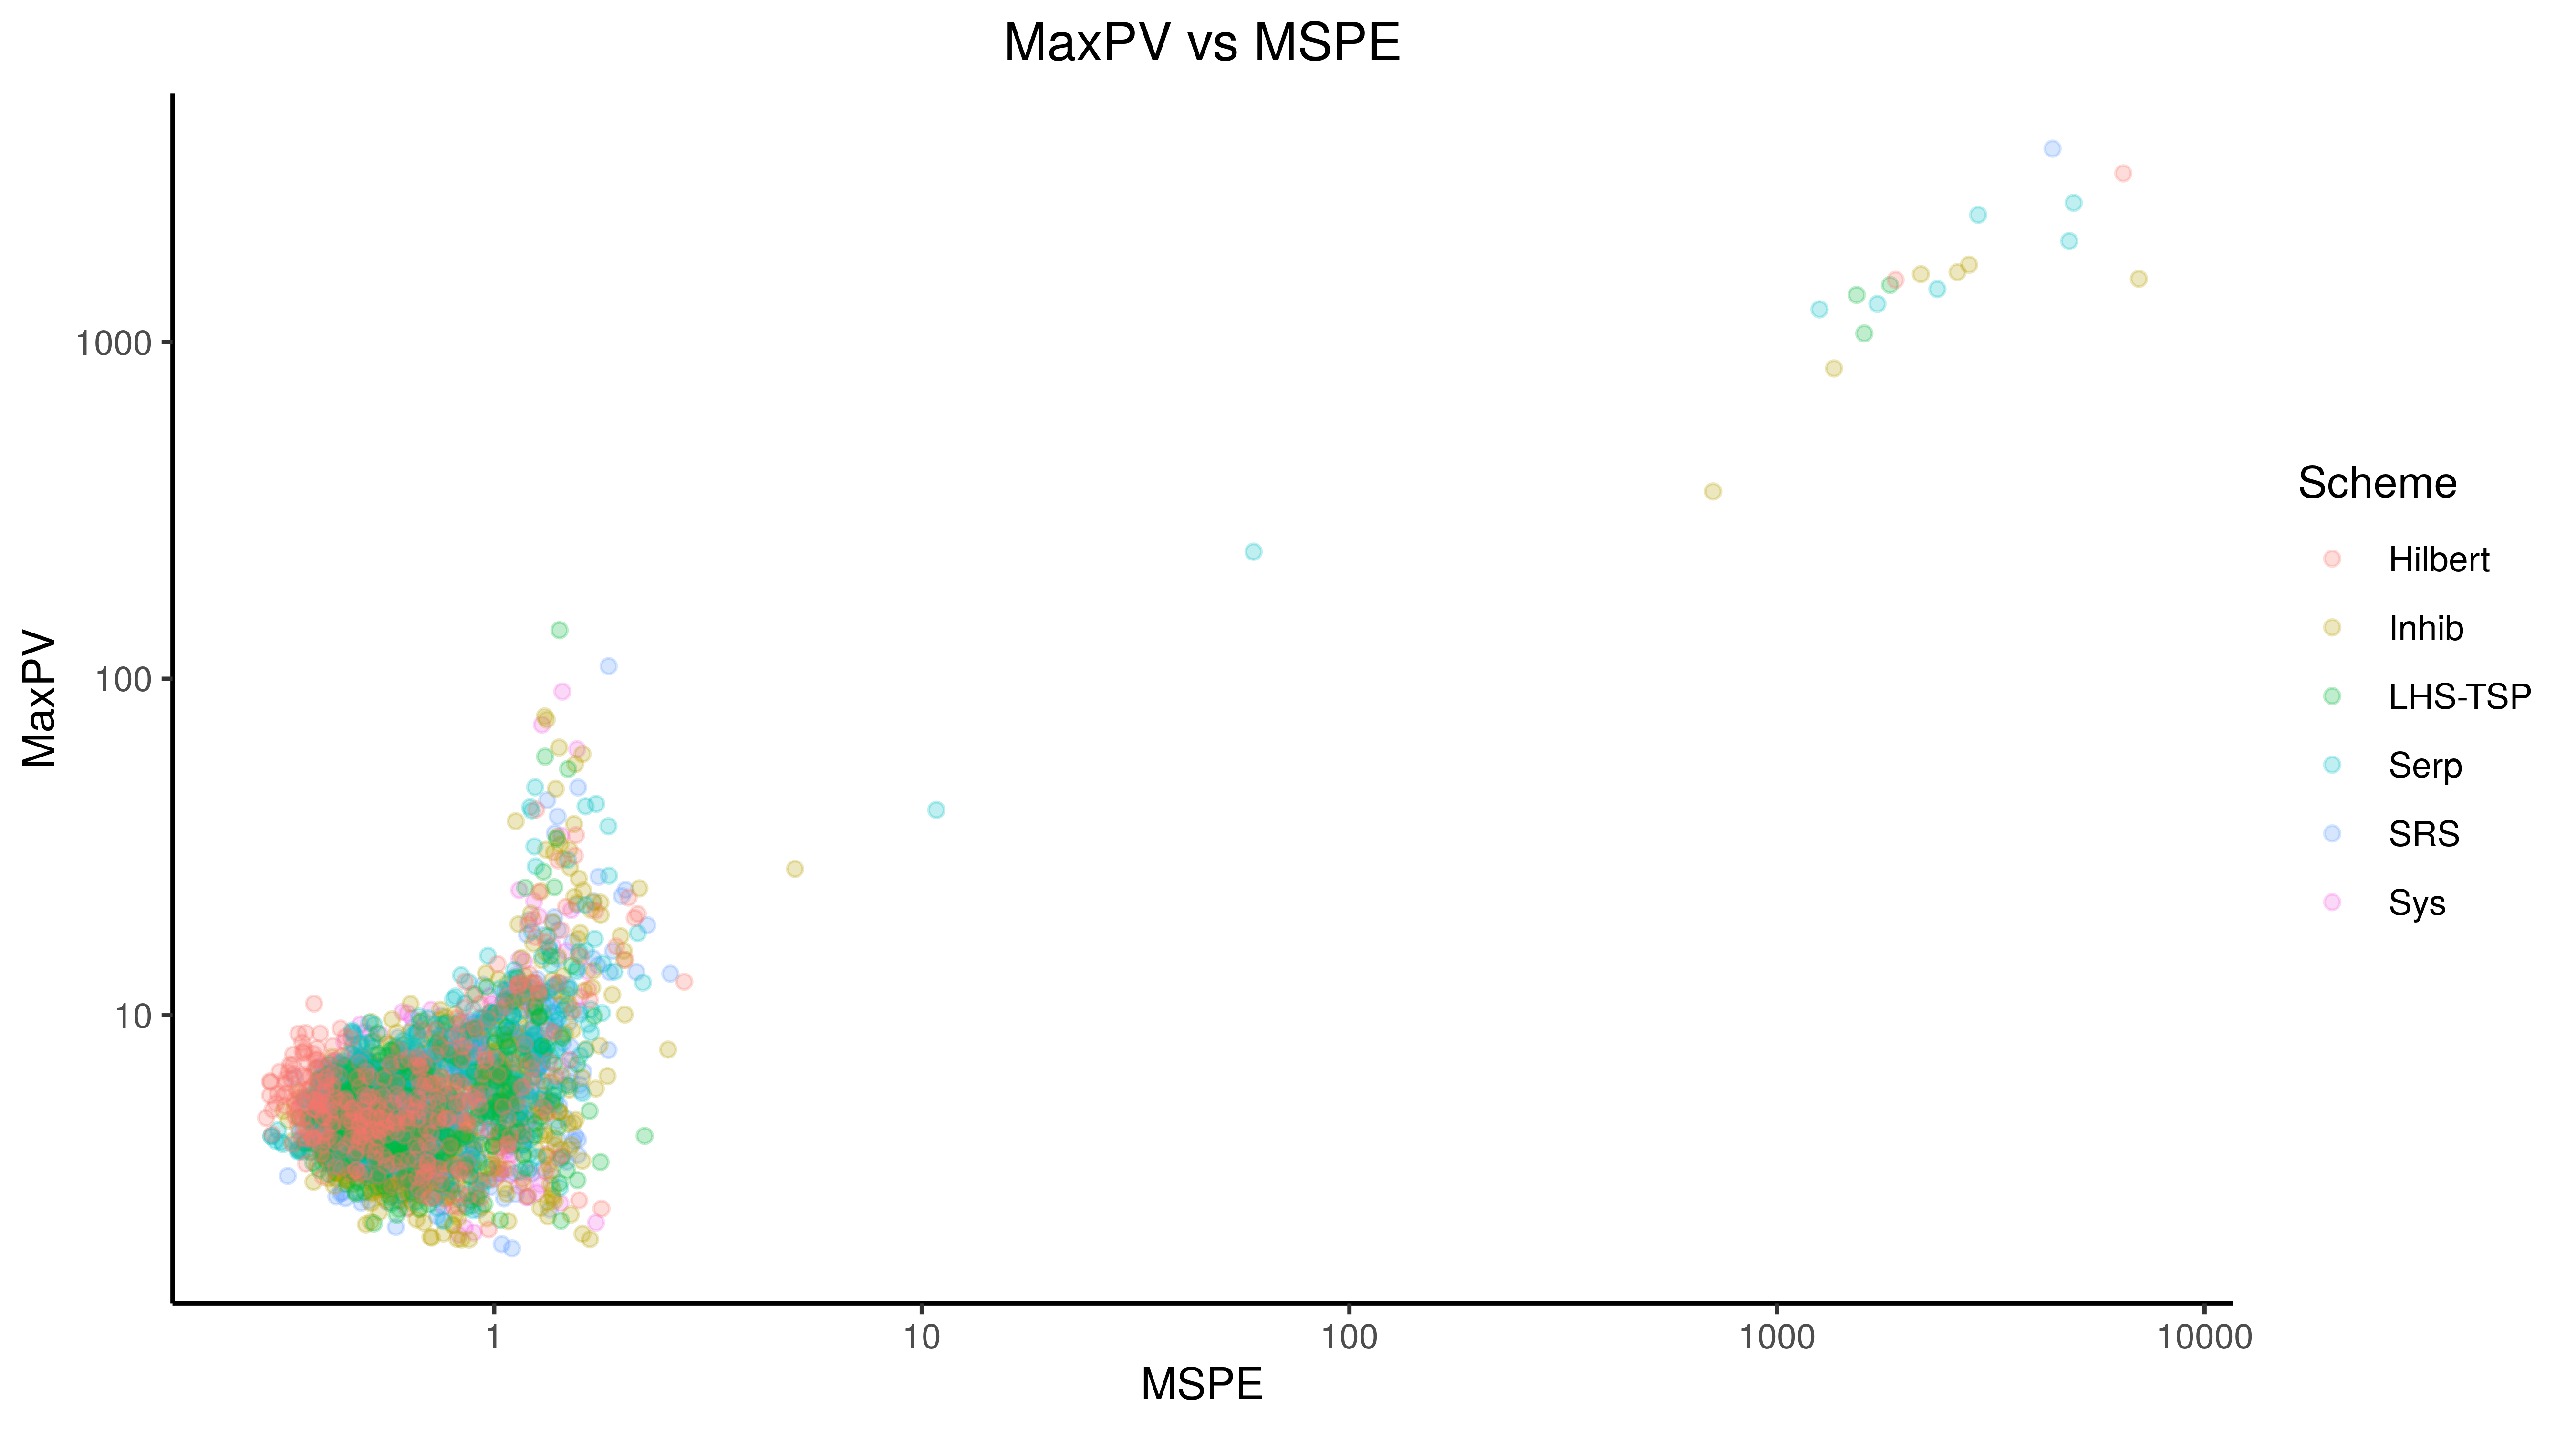 MaxPV vs MSPE
MaxPV
1000
100
10
1
10
100
1000
10000
MSPE
Scheme
Hilbert
Inhib
LHS-TSP
Serp
SRS
Sys